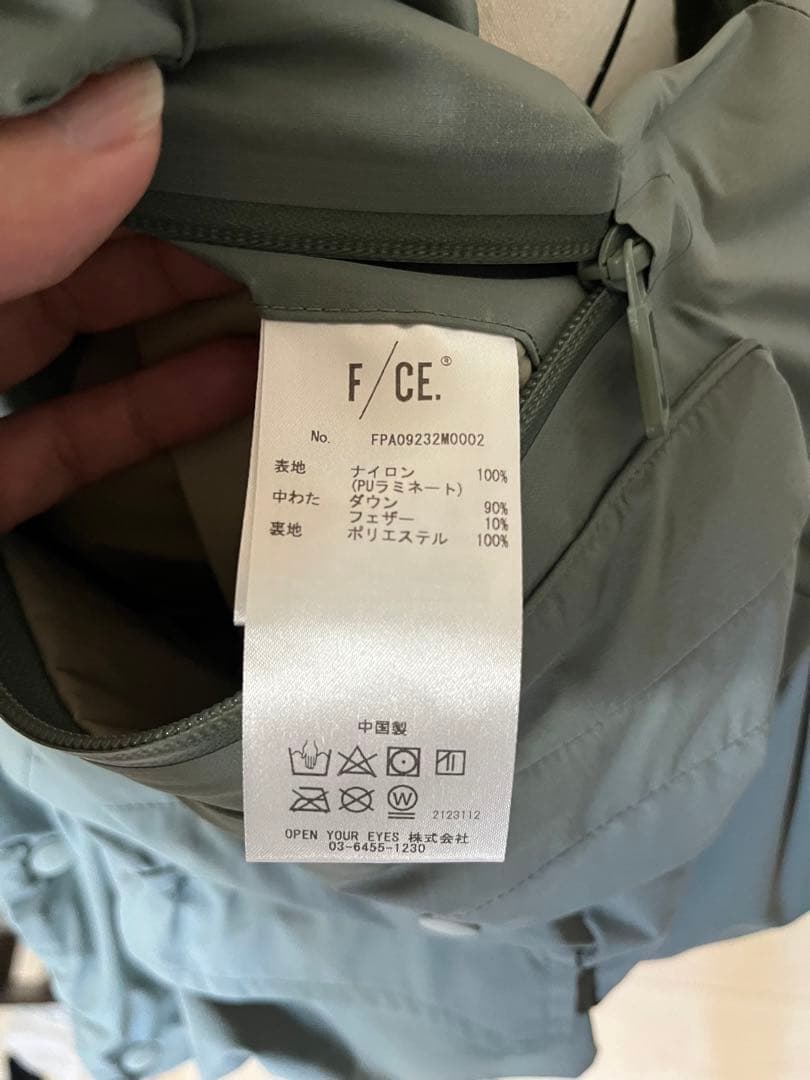 F/CE.®
No. FPA09232M0002
表地 ナイロン 100%
(PUラミネート)
中わた ダウン 90%
フェザー 10%
裏地 ポリエステル 100%
中国製
W
2123112
OPEN YOUR EYES 株式会社
03-6455-1230